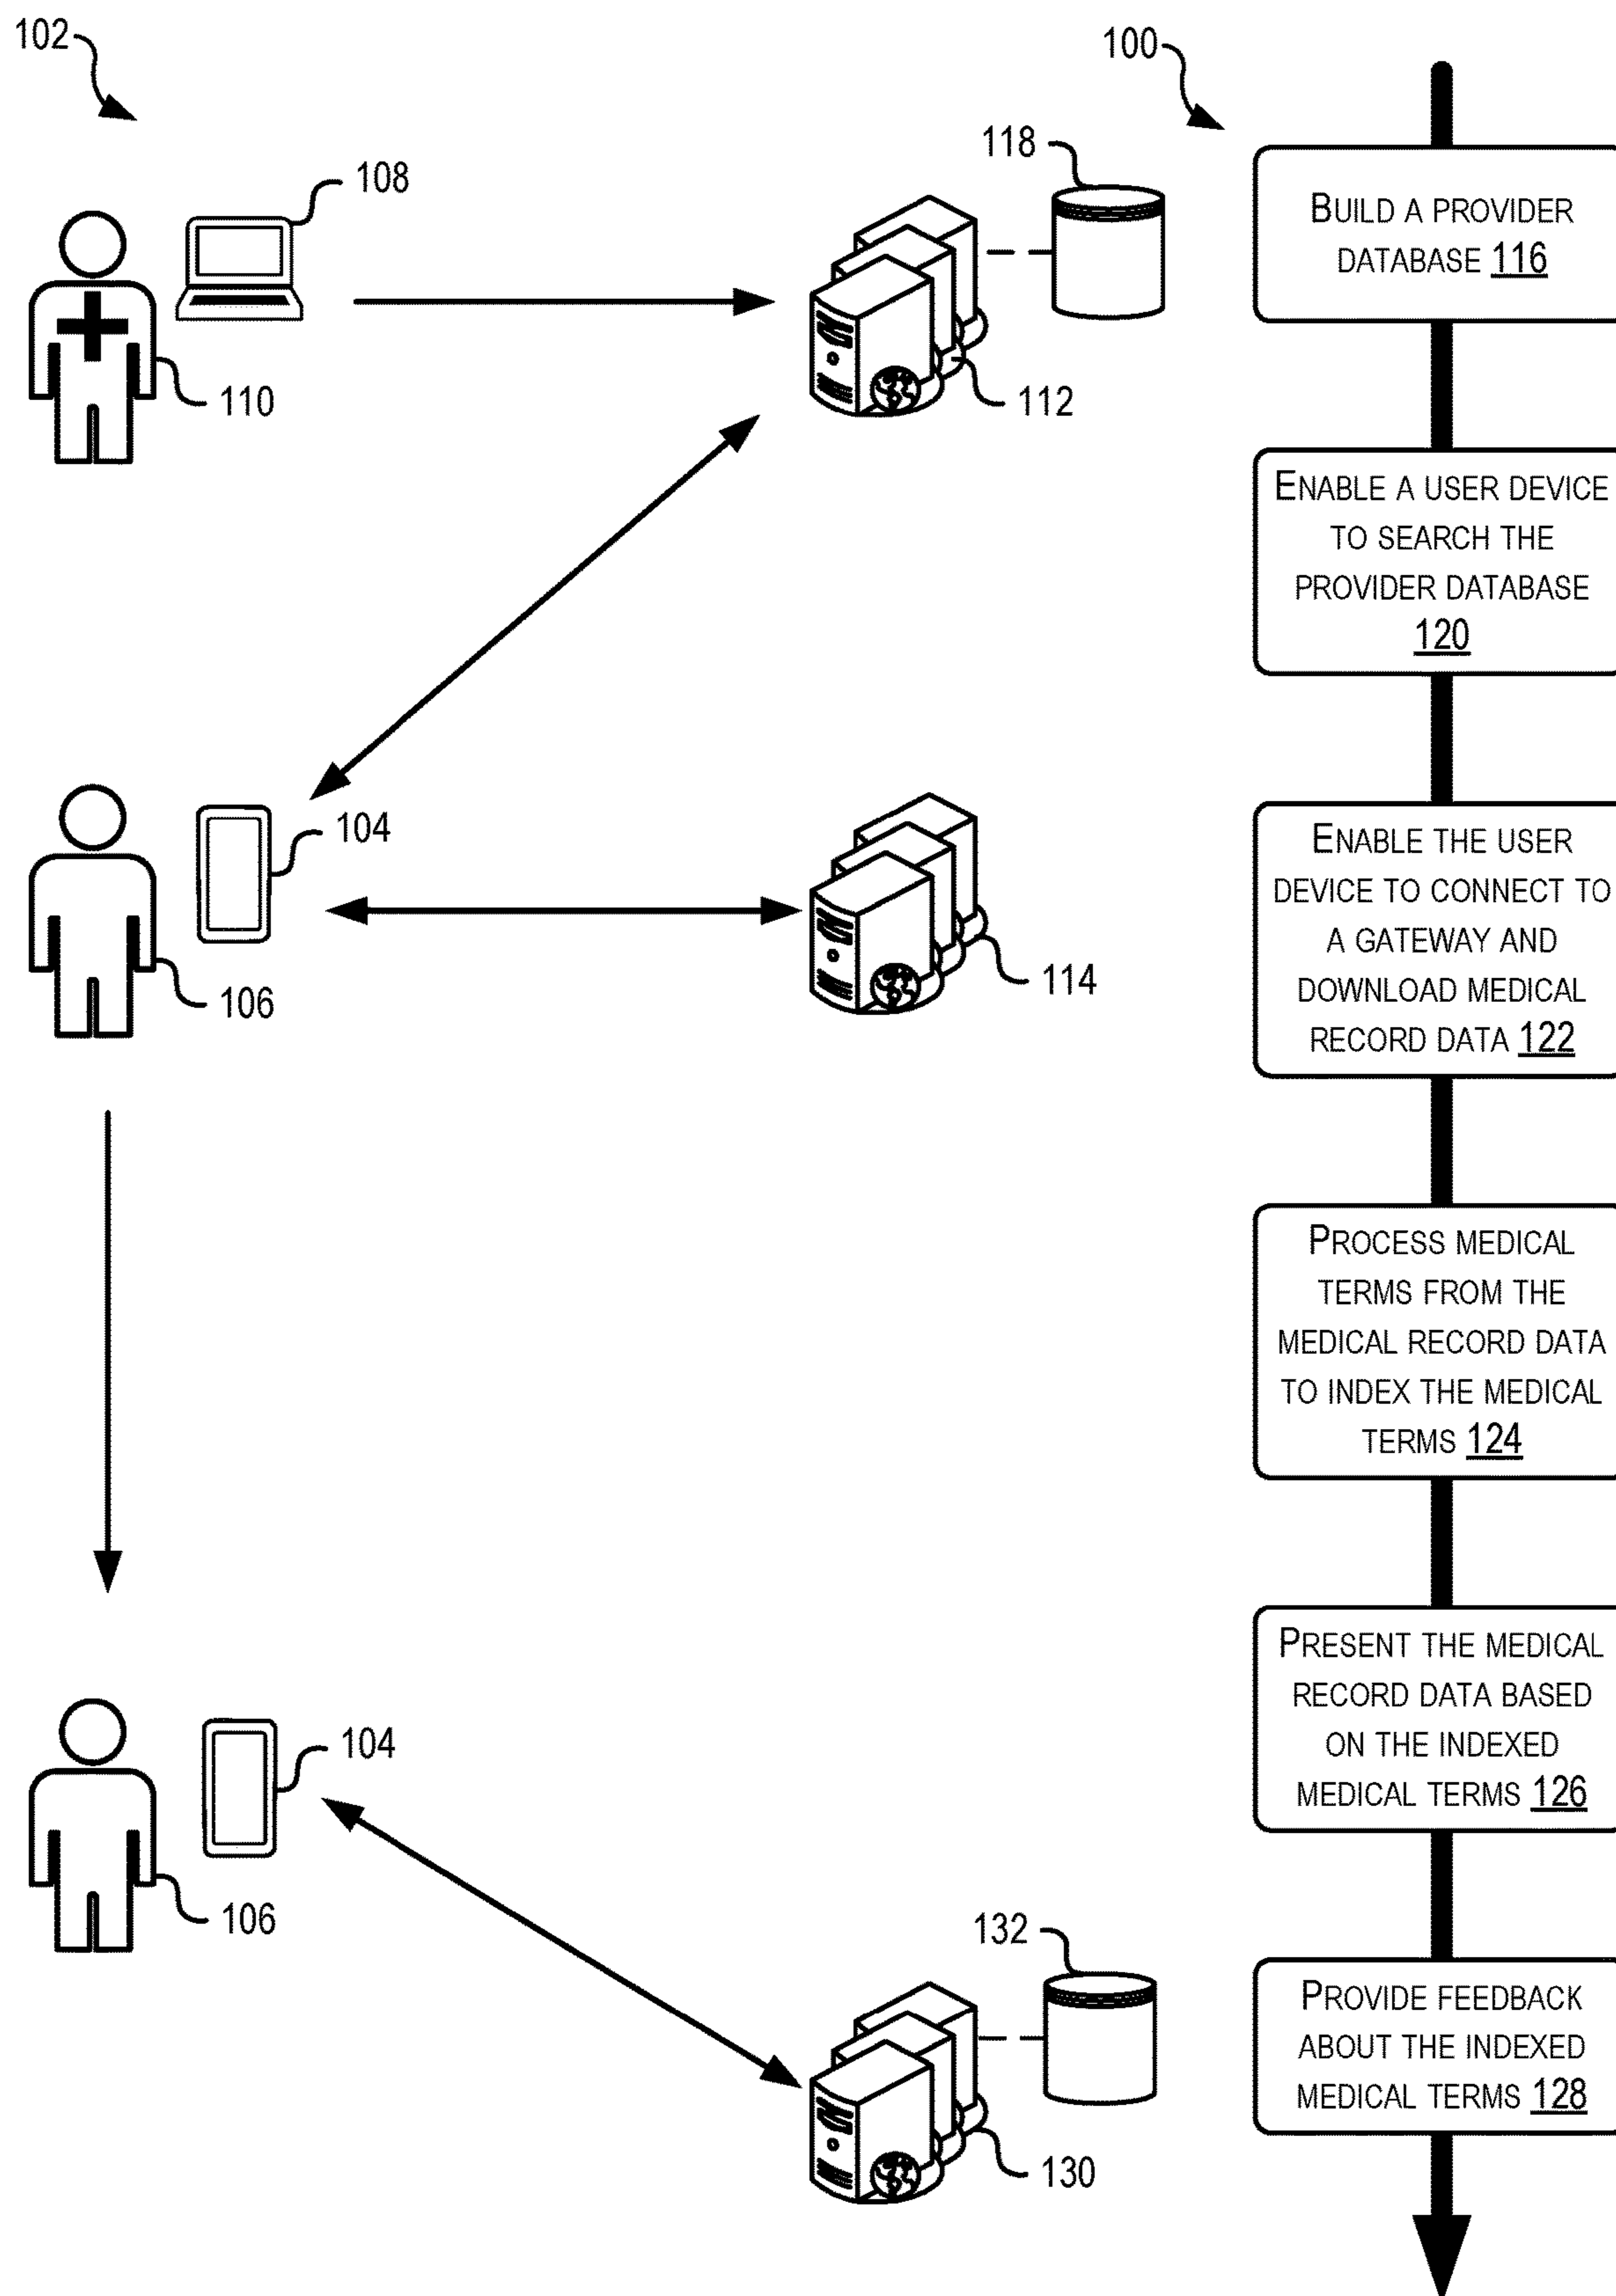 102
100
108
118
BUILD A PROVIDER
DATABASE 116
110
112
ENABLE A USER DEVICE
TO SEARCH THE
PROVIDER DATABASE
120
104
106
114
ENABLE THE USER
DEVICE TO CONNECT TO
A GATEWAY AND
DOWNLOAD MEDICAL
RECORD DATA 122
PROCESS MEDICAL
TERMS FROM THE
MEDICAL RECORD DATA
TO INDEX THE MEDICAL
TERMS 124
PRESENT THE MEDICAL
RECORD DATA BASED
ON THE INDEXED
MEDICAL TERMS 126
104
106
132
130
PROVIDE FEEDBACK
ABOUT THE INDEXED
MEDICAL TERMS 128